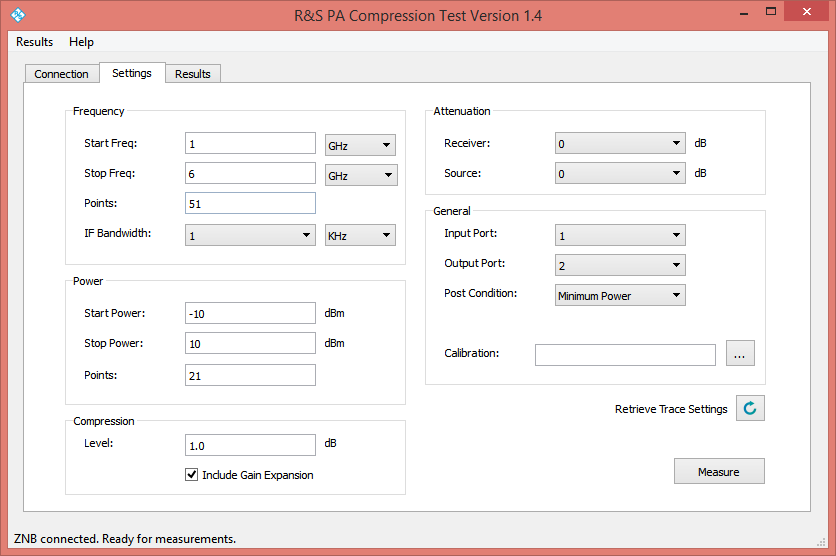 R&S PA Compression Test Version 1.4
Results Help
Connection Settings Results
Frequency
Start Freq: 1 GHz
Stop Freq: 6 GHz
Points: 51
IF Bandwidth: 1 KHz
Power
Start Power: -10 dBm
Stop Power: 10 dBm
Points: 21
Compression
Level: 1.0 dB
Include Gain Expansion
Attenuation
Receiver: 0 dB
Source: 0 dB
General
Input Port: 1
Output Port: 2
Post Condition: Minimum Power
Calibration: ...
Retrieve Trace Settings
Measure
ZNB connected. Ready for measurements.